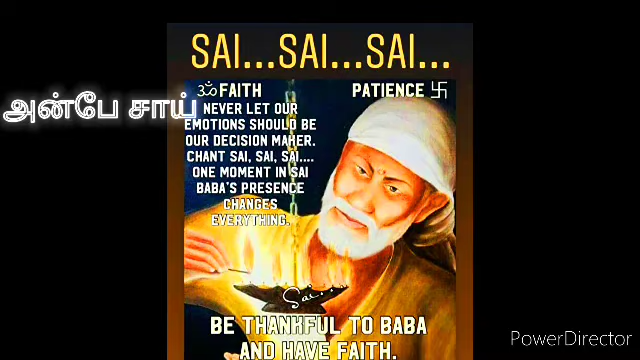 SAI...SAI...SAI...
ॐ FAITH
PATIENCE 卐
அன்பே சாய்
NEVER LET OUR
EMOTIONS SHOULD BE
OUR DECISION MAKER.
CHANT SAI, SAI, SAI....
ONE MOMENT IN SAI
BABA'S PRESENCE
CHANGES
EVERYTHING.
Sai...
BE THANKFUL TO BABA
AND HAVE FAITH.
PowerDirector